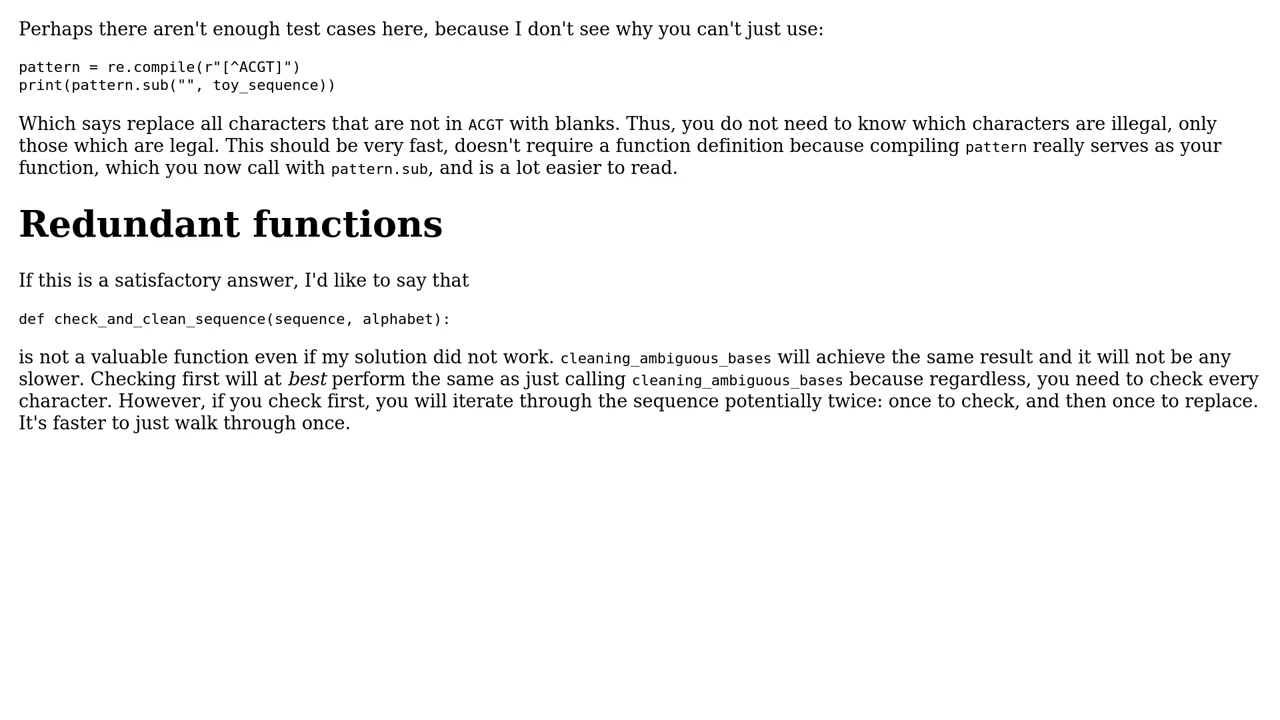 Perhaps there aren't enough test cases here, because I don't see why you can't just use:
pattern = re.compile(r"[^ACGT]")
print(pattern.sub("", toy_sequence))
Which says replace all characters that are not in ACGT with blanks. Thus, you do not need to know which characters are illegal, only
those which are legal. This should be very fast, doesn't require a function definition because compiling pattern really serves as your
function, which you now call with pattern.sub, and is a lot easier to read.
Redundant functions
If this is a satisfactory answer, I'd like to say that
def check_and_clean_sequence(sequence, alphabet):
is not a valuable function even if my solution did not work. cleaning_ambiguous_bases will achieve the same result and it will not be any
slower. Checking first will at best perform the same as just calling cleaning_ambiguous_bases because regardless, you need to check every
character. However, if you check first, you will iterate through the sequence potentially twice: once to check, and then once to replace.
It's faster to just walk through once.